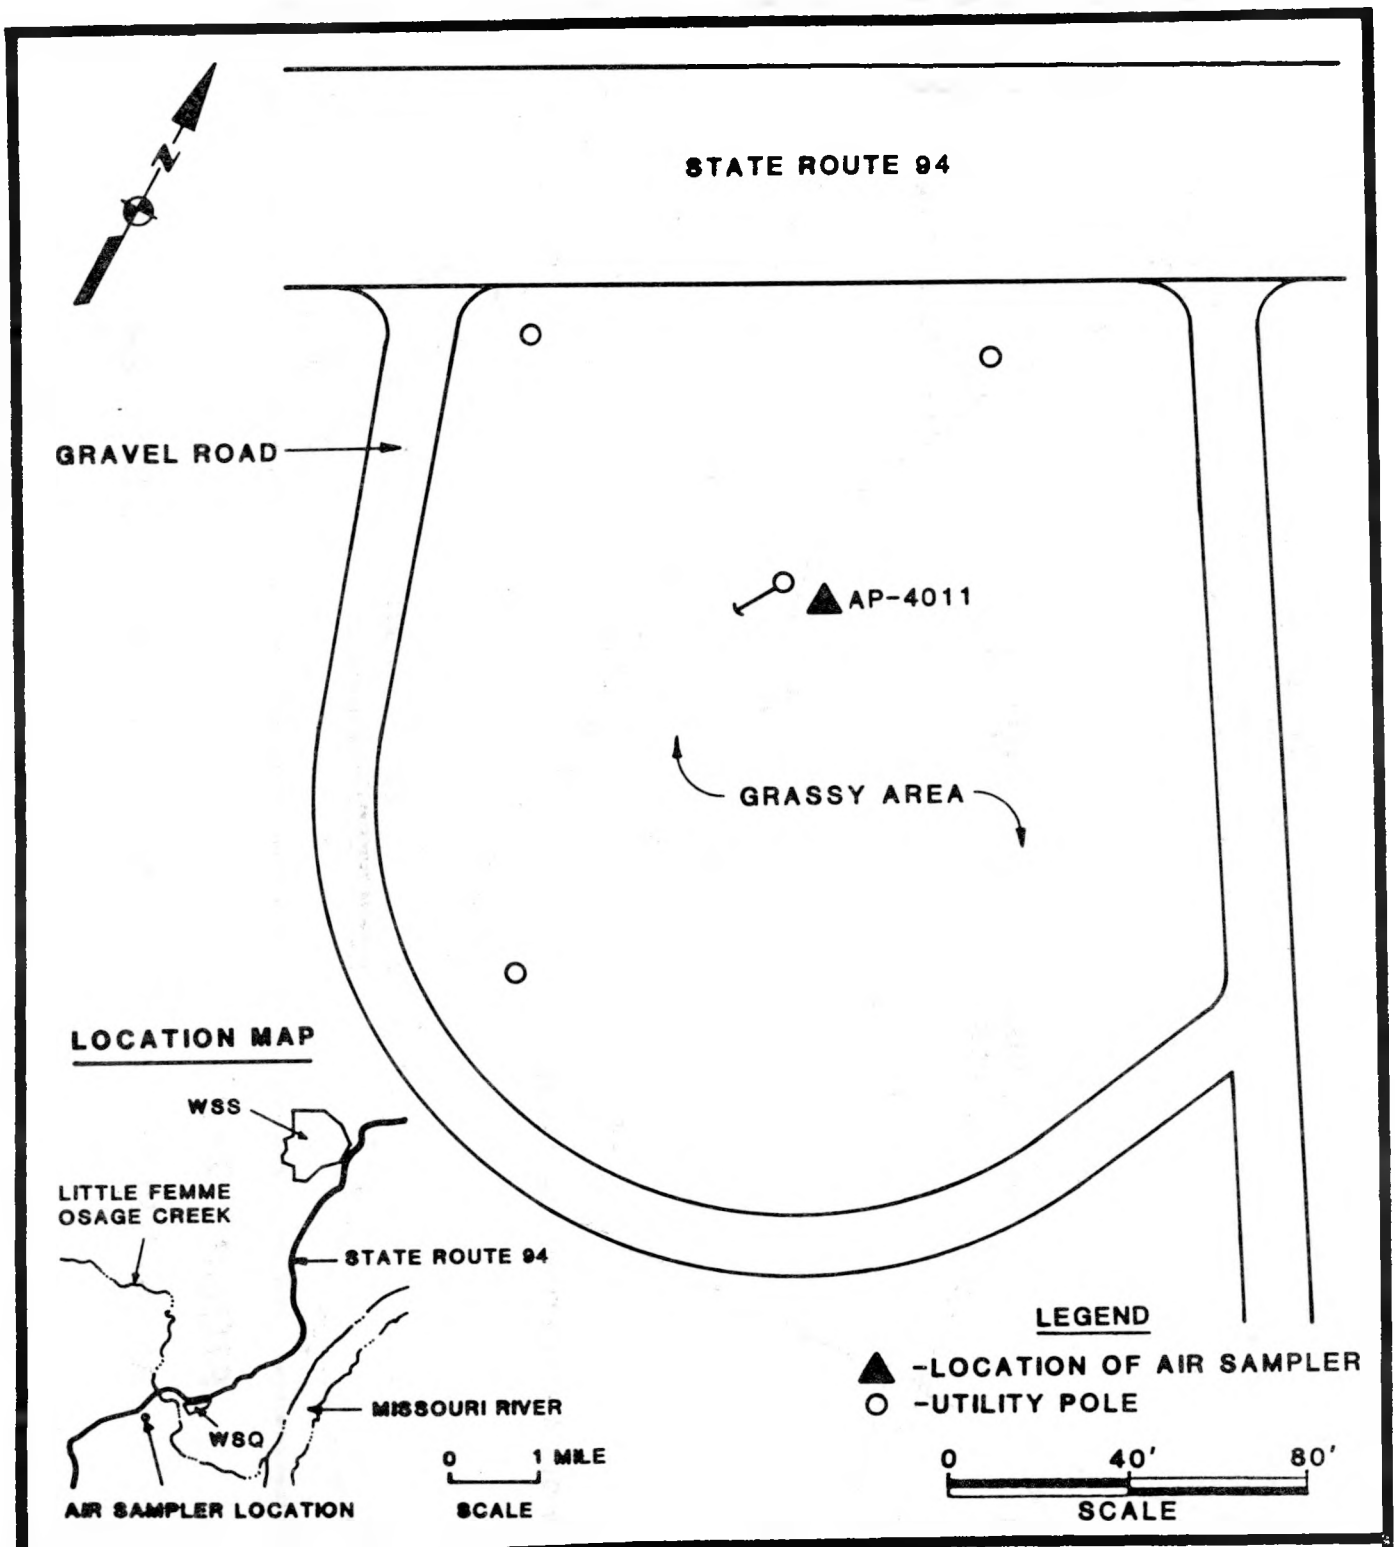 N
STATE ROUTE 94
GRAVEL ROAD
AP-4011
GRASSY AREA
LOCATION MAP
WSS
LITTLE FEMME
OSAGE CREEK
STATE ROUTE 94
MISSOURI RIVER
WSQ
AIR SAMPLER LOCATION
0 1 MILE
SCALE
LEGEND
-LOCATION OF AIR SAMPLER
-UTILITY POLE
0 40' 80'
SCALE